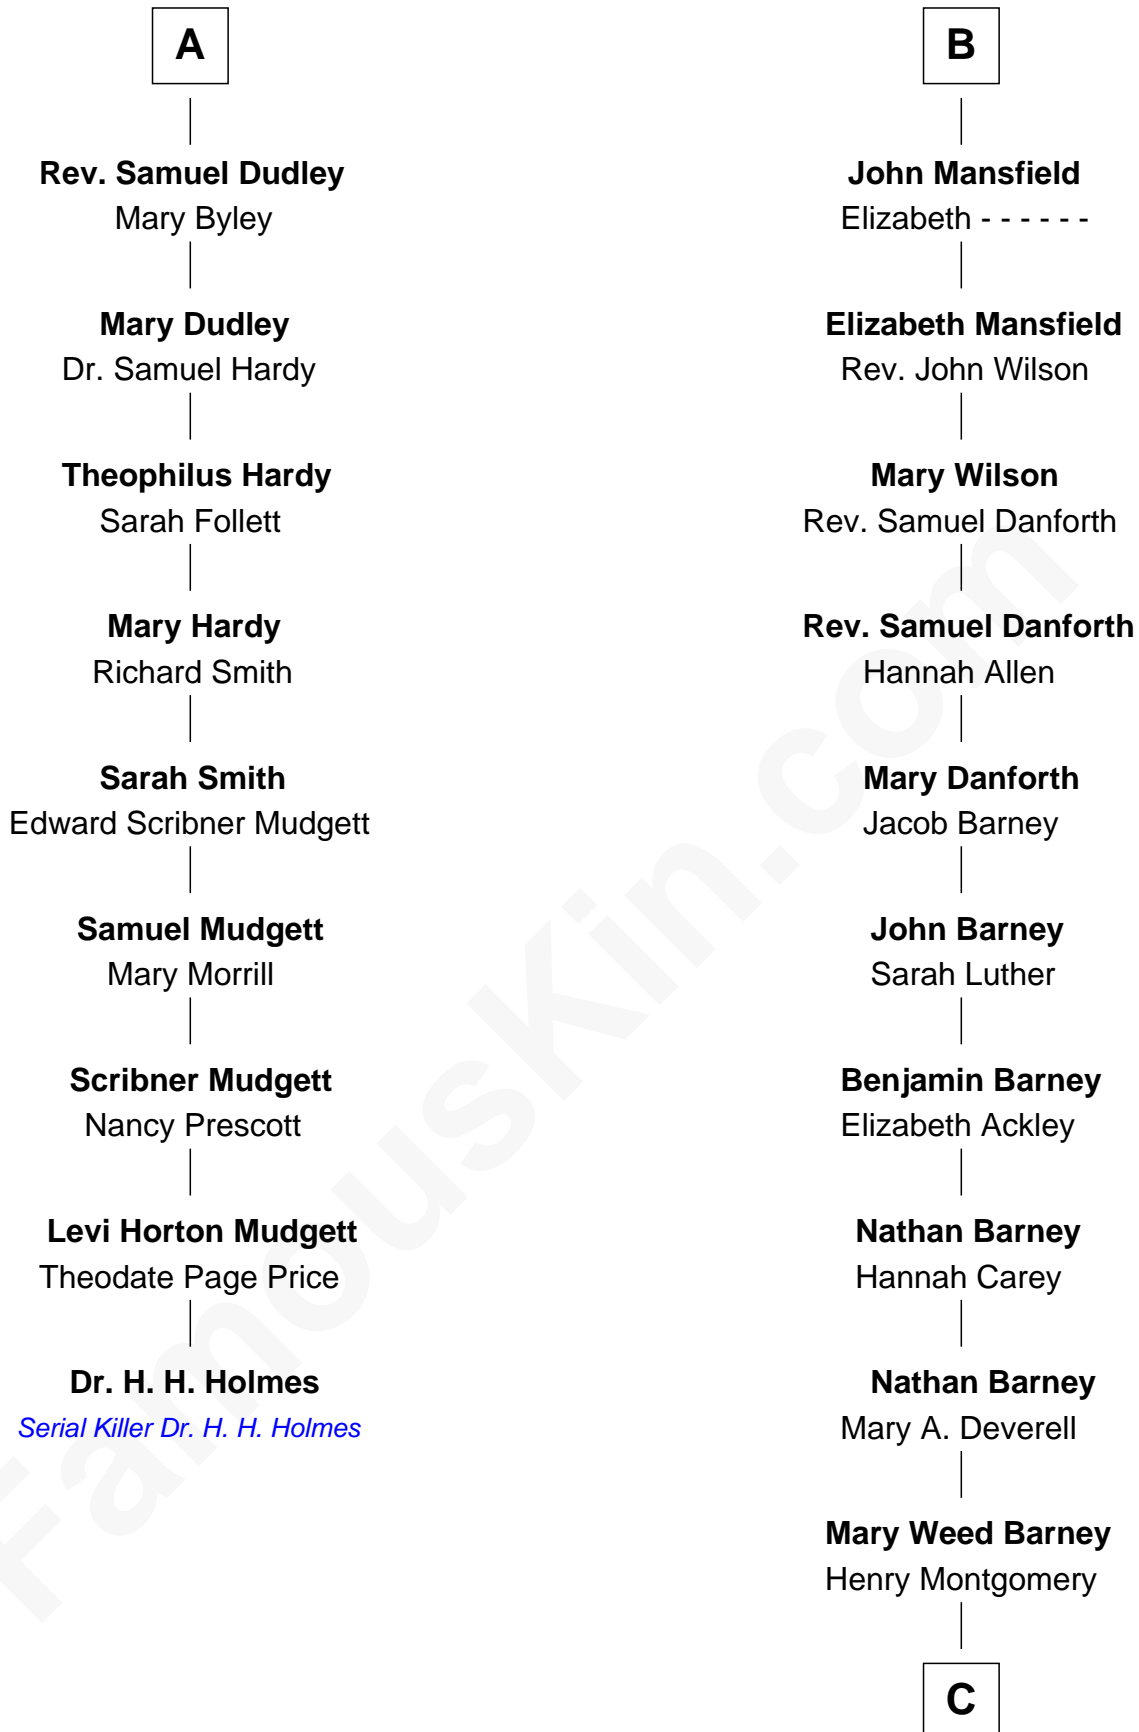 A
Rev. Samuel Dudley
Mary Byley
Mary Dudley
Dr. Samuel Hardy
Theophilus Hardy
Sarah Follett
Mary Hardy
Richard Smith
Sarah Smith
Edward Scribner Mudgett
Samuel Mudgett
Mary Morrill
Scribner Mudgett
Nancy Prescott
Levi Horton Mudgett
Theodate Page Price
Dr. H. H. Holmes
Serial Killer Dr. H. H. Holmes
B
John Mansfield
Elizabeth - - - - - -
Elizabeth Mansfield
Rev. John Wilson
Mary Wilson
Rev. Samuel Danforth
Rev. Samuel Danforth
Hannah Allen
Mary Danforth
Jacob Barney
John Barney
Sarah Luther
Benjamin Barney
Elizabeth Ackley
Nathan Barney
Hannah Carey
Nathan Barney
Mary A. Deverell
Mary Weed Barney
Henry Montgomery
C
FamousKin.com